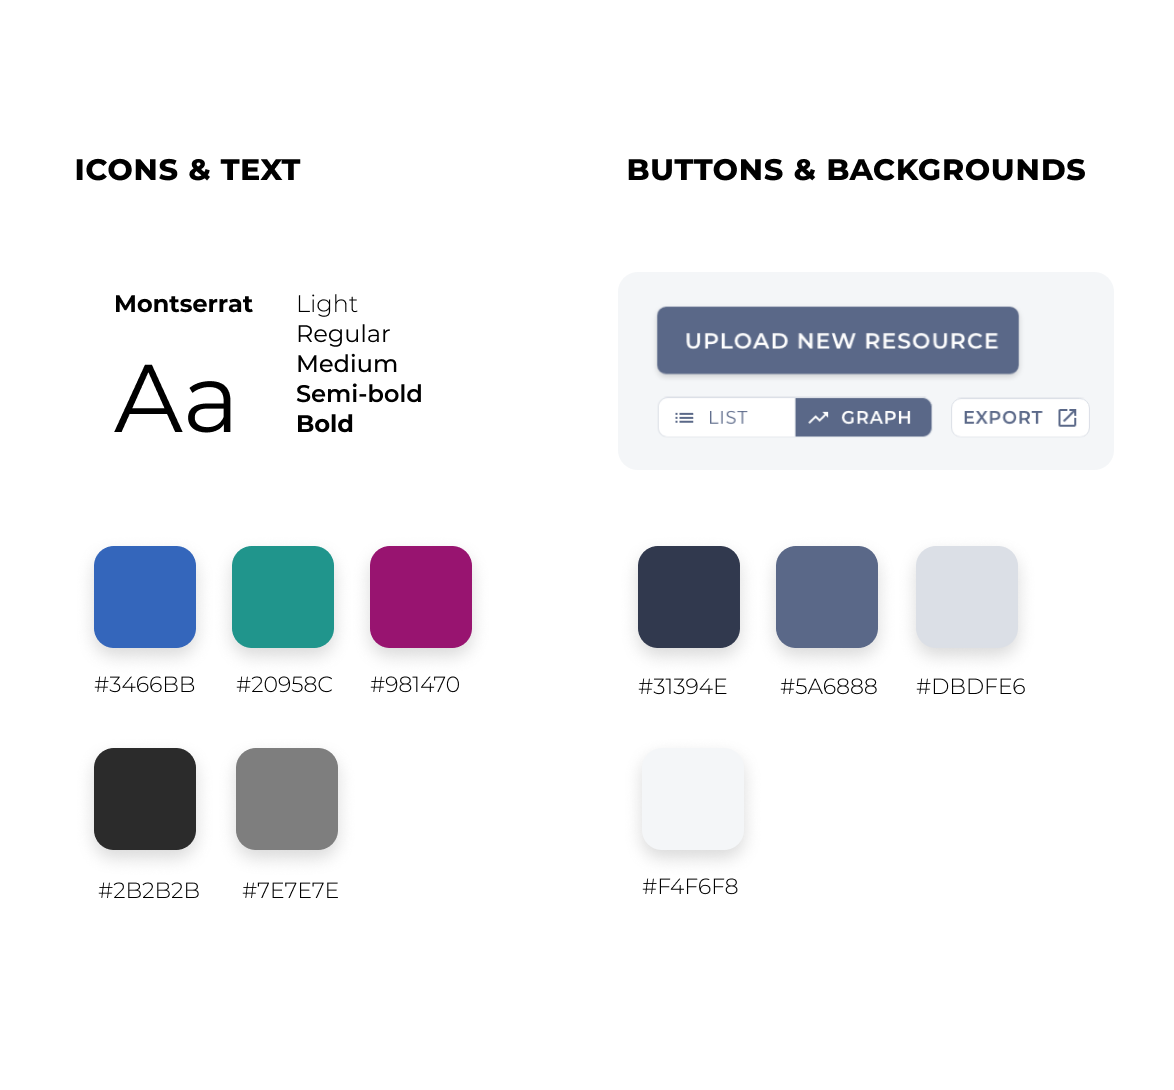 ICONS & TEXT
Montserrat
Aa
Light
Regular
Medium
Semi-bold
Bold
#3466BB
#20958C
#981470
#2B2B2B
#7E7E7E
BUTTONS & BACKGROUNDS
UPLOAD NEW RESOURCE
LIST
GRAPH
EXPORT
#31394E
#5A6888
#DBDFE6
#F4F6F8